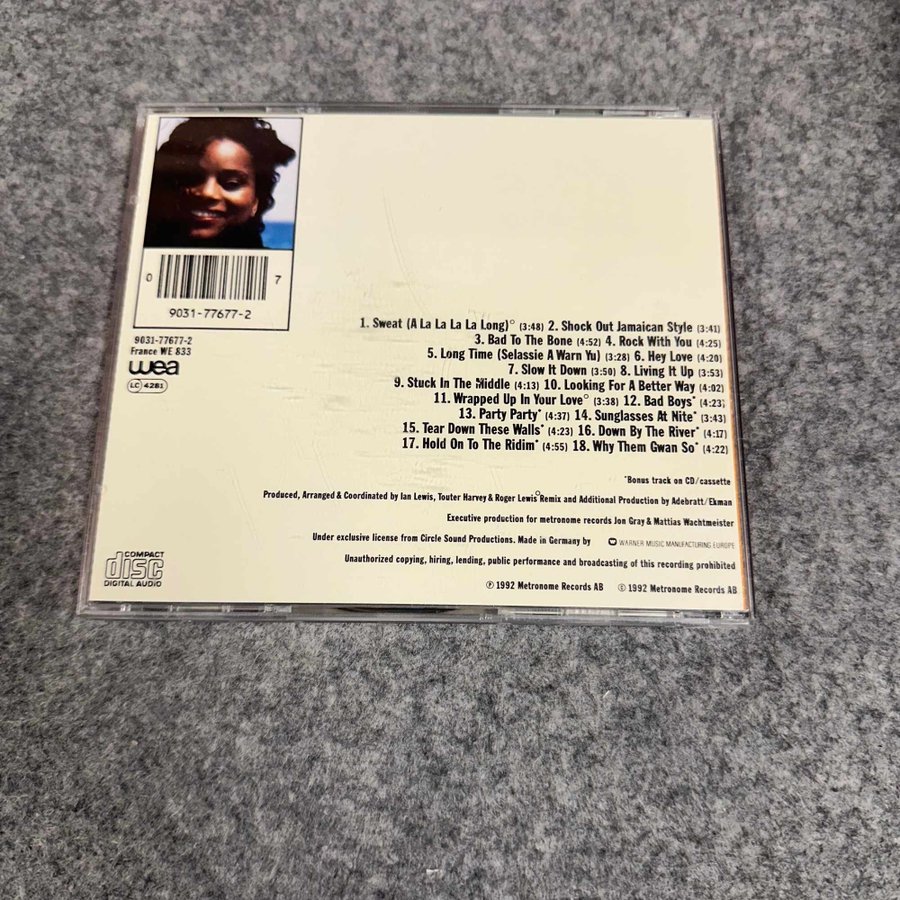 0 7
9031-77677-2
9031-77677-2
France WE 833
wea
LC 4281
1. Sweat (A La La La La Long)° (3:48) 2. Shock Out Jamaican Style (3:41)
3. Bad To The Bone (4:52) 4. Rock With You (4:25)
5. Long Time (Selassie A Warn Yu) (3:28) 6. Hey Love (4:20)
7. Slow It Down (3:50) 8. Living It Up (3:53)
9. Stuck In The Middle (4:13) 10. Looking For A Better Way (4:02)
11. Wrapped Up In Your Love° (3:38) 12. Bad Boys* (4:23)
13. Party Party* (4:37) 14. Sunglasses At Nite* (3:43)
15. Tear Down These Walls* (4:23) 16. Down By The River* (4:17)
17. Hold On To The Ridim* (4:55) 18. Why Them Gwan So* (4:22)
*Bonus track on CD/cassette
Produced, Arranged & Coordinated by Ian Lewis, Touter Harvey & Roger Lewis °Remix and Additional Production by Adebratt/Ekman
Executive production for metronome records Jon Gray & Mattias Wachtmeister
Under exclusive license from Circle Sound Productions. Made in Germany by WARNER MUSIC MANUFACTURING EUROPE
Unauthorized copying, hiring, lending, public performance and broadcasting of this recording prohibited
℗ 1992 Metronome Records AB © 1992 Metronome Records AB
COMPACT
disc
DIGITAL AUDIO